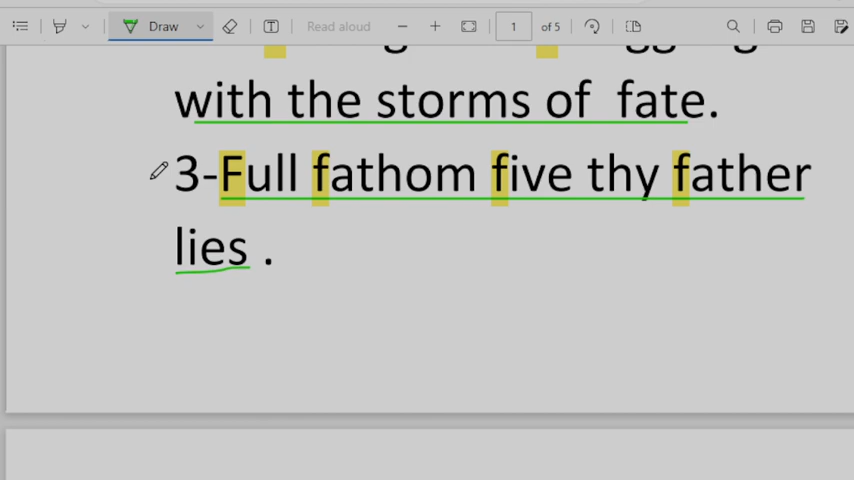 Draw
Read aloud
1
of 5
with the storms of fate.
3-Full fathom five thy father
lies .